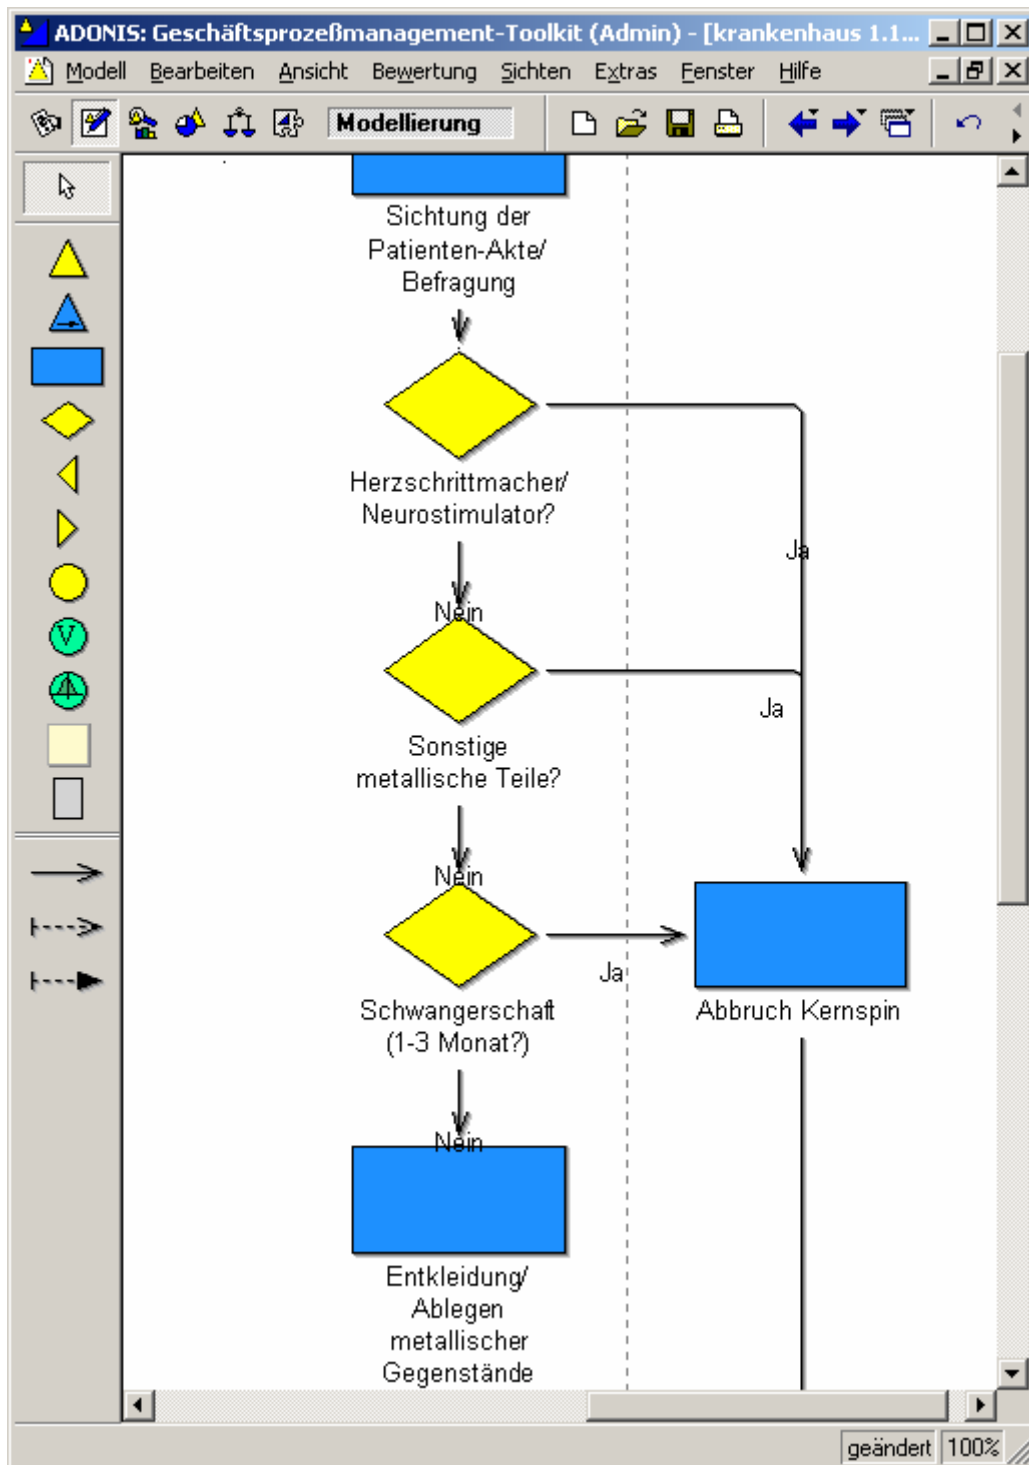 ADONIS: Geschäftsprozeßmanagement-Toolkit (Admin) - [krankenhaus 1.1...
Modell Bearbeiten Ansicht Bewertung Sichten Extras Fenster Hilfe
Modellierung
Sichtung der
Patienten-Akte/
Befragung
Herzschrittmacher/
Neurostimulator?
Ja
Nein
Ja
Sonstige
metallische Teile?
Nein
Ja
Schwangerschaft
(1-3 Monat?)
Abbruch Kernspin
Nein
Entkleidung/
Ablegen
metallischer
Gegenstände
V
geändert 100%